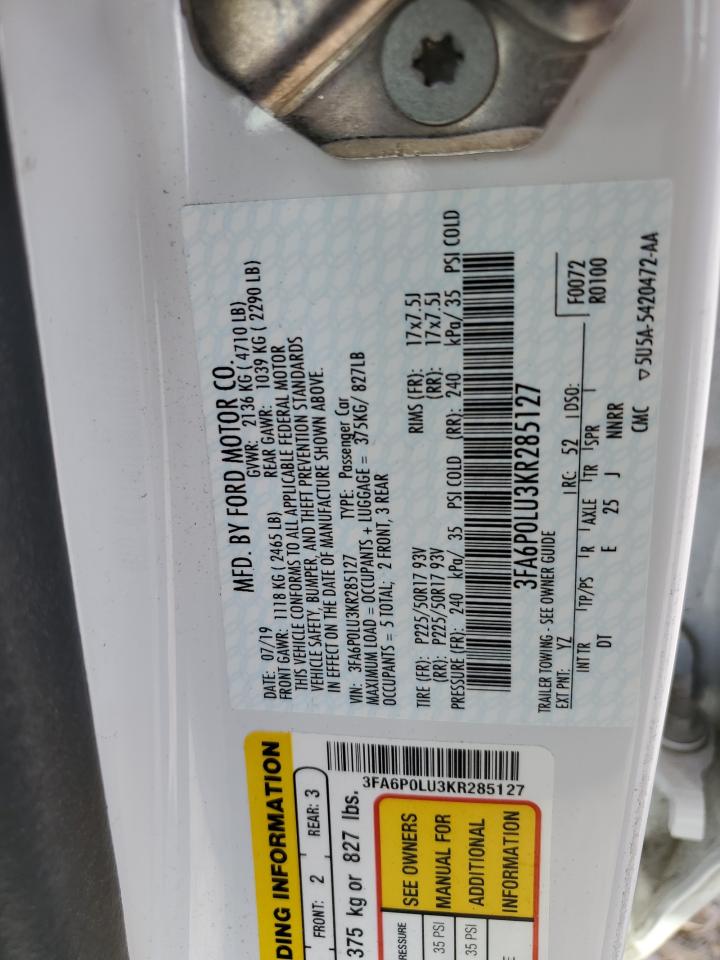 MFD. BY FORD MOTOR CO.
DATE: 07/19 GVWR: 2136 KG ( 4710 LB)
FRONT GAWR: 1118 KG ( 2465 LB) REAR GAWR: 1039 KG ( 2290 LB)
THIS VEHICLE CONFORMS TO ALL APPLICABLE FEDERAL MOTOR
VEHICLE SAFETY, BUMPER, AND THEFT PREVENTION STANDARDS
IN EFFECT ON THE DATE OF MANUFACTURE SHOWN ABOVE.
VIN: 3FA6P0LU3KR285127 TYPE: Passenger Car
MAXIMUM LOAD = OCCUPANTS + LUGGAGE = 375KG/ 827LB
OCCUPANTS = 5 TOTAL; 2 FRONT, 3 REAR
TIRE (FR): P225/50R17 93V RIMS (FR): 17x7.5J
(RR): P225/50R17 93V (RR): 17x7.5J
PRESSURE (FR): 240 kPa/ 35 PSI COLD (RR): 240 kPa/ 35 PSI COLD
3FA6P0LU3KR285127
TRAILER TOWING - SEE OWNER GUIDE F0072
EXT PNT: YZ RC: 52 DSO: R0100
INT TR TP/PS R AXLE TR SPR
DT E 25 J NNRR
CMC ▽5U5A-5420472-AA
DING INFORMATION
FRONT: 2 REAR: 3
375 kg or 827 lbs.
3FA6P0LU3KR285127
RESSURE
35 PSI
35 PSI
SEE OWNERS
MANUAL FOR
ADDITIONAL
INFORMATION